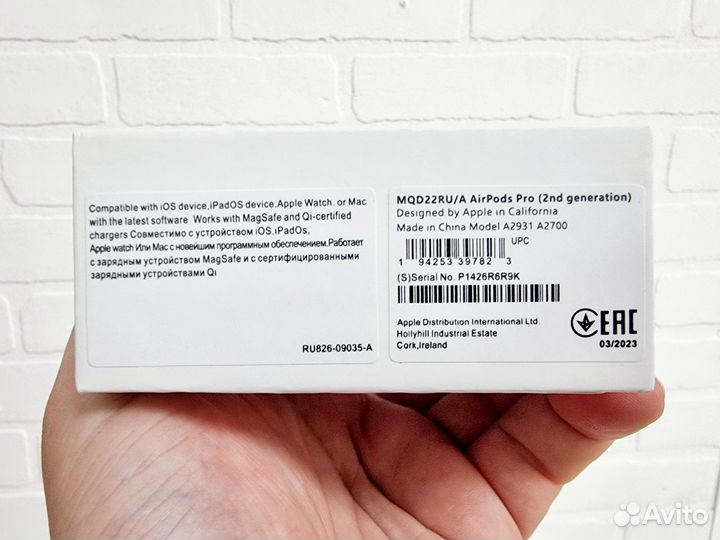 Compatible with iOS device,iPadOS device,Apple Watch. or Mac
with the latest software Works with MagSafe and Qi-certified
chargers Совместимо с устройством iOS,iPadOs,
Apple watch Или Mac с новейшим программным обеспечением.Работает
с зарядным устройством MagSafe и с сертифицированными
зарядными устройствами Qi
RU826-09035-A
MQD22RU/A AirPods Pro (2nd generation)
Designed by Apple in California
Made in China Model A2931 A2700
UPC
1 94253 39782 3
(S)Serial No. P1426R6R9K
Apple Distribution International Ltd.
Hollyhill Industrial Estate
Cork,Ireland
EAC
03/2023
Avito